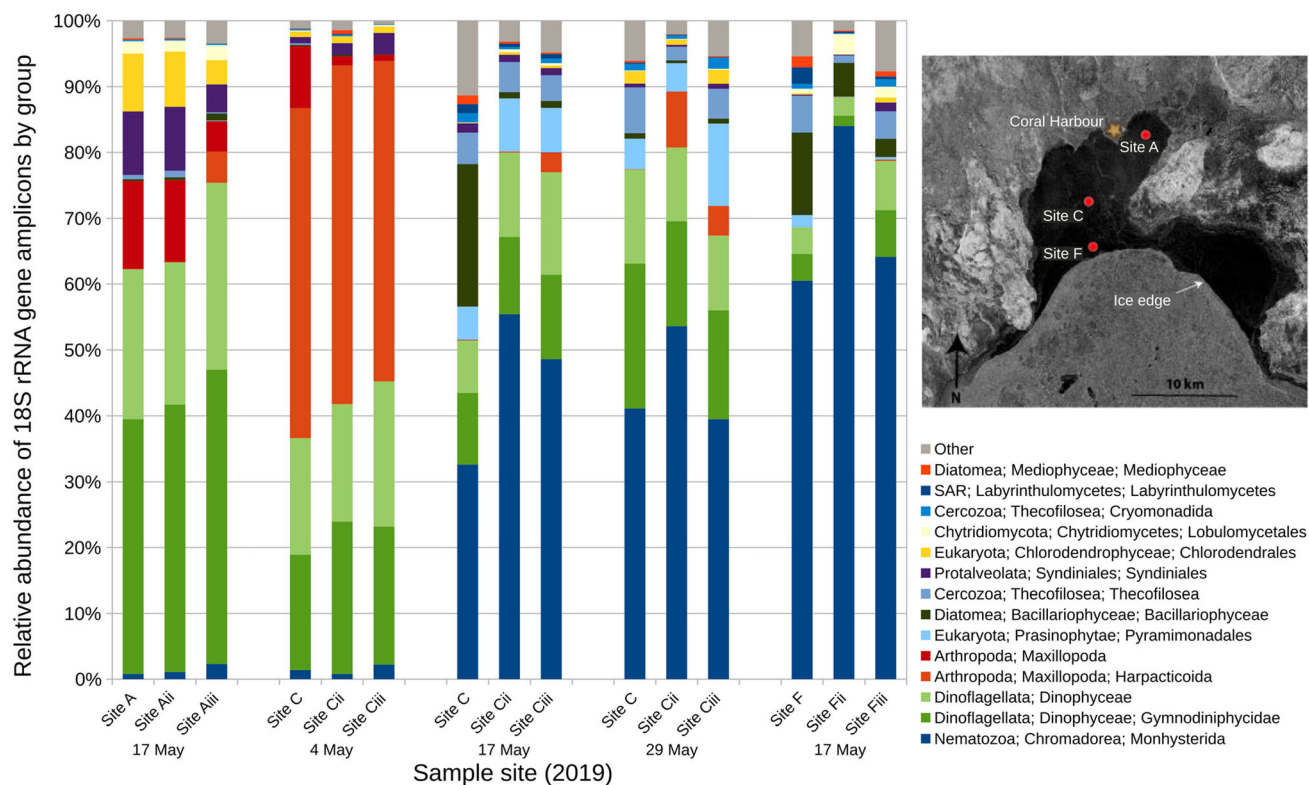 Relative abundance of 18S rRNA gene amplicons by group
100%
90%
80%
70%
60%
50%
40%
30%
20%
10%
0%
Site A
Site Aii
Site Aiii
17 May
Site C
Site Cii
Site Ciii
4 May
Site C
Site Cii
Site Ciii
17 May
Site C
Site Cii
Site Ciii
29 May
Site F
Site Fii
Site Fiii
17 May
Sample site (2019)
Coral Harbour
Site A
Site C
Site F
Ice edge
N
10 km
Other
Diatomea; Mediophyceae; Mediophyceae
SAR; Labyrinthulomycetes; Labyrinthulomycetes
Cercozoa; Thecofilosea; Cryomonadida
Chytridiomycota; Chytridiomycetes; Lobulomycetales
Eukaryota; Chlorodendrophyceae; Chlorodendrales
Protalveolata; Syndiniales; Syndiniales
Cercozoa; Thecofilosea; Thecofilosea
Diatomea; Bacillariophyceae; Bacillariophyceae
Eukaryota; Prasinophytae; Pyramimonadales
Arthropoda; Maxillopoda
Arthropoda; Maxillopoda; Harpacticoida
Dinoflagellata; Dinophyceae
Dinoflagellata; Dinophyceae; Gymnodiniphycidae
Nematozoa; Chromadorea; Monhysterida